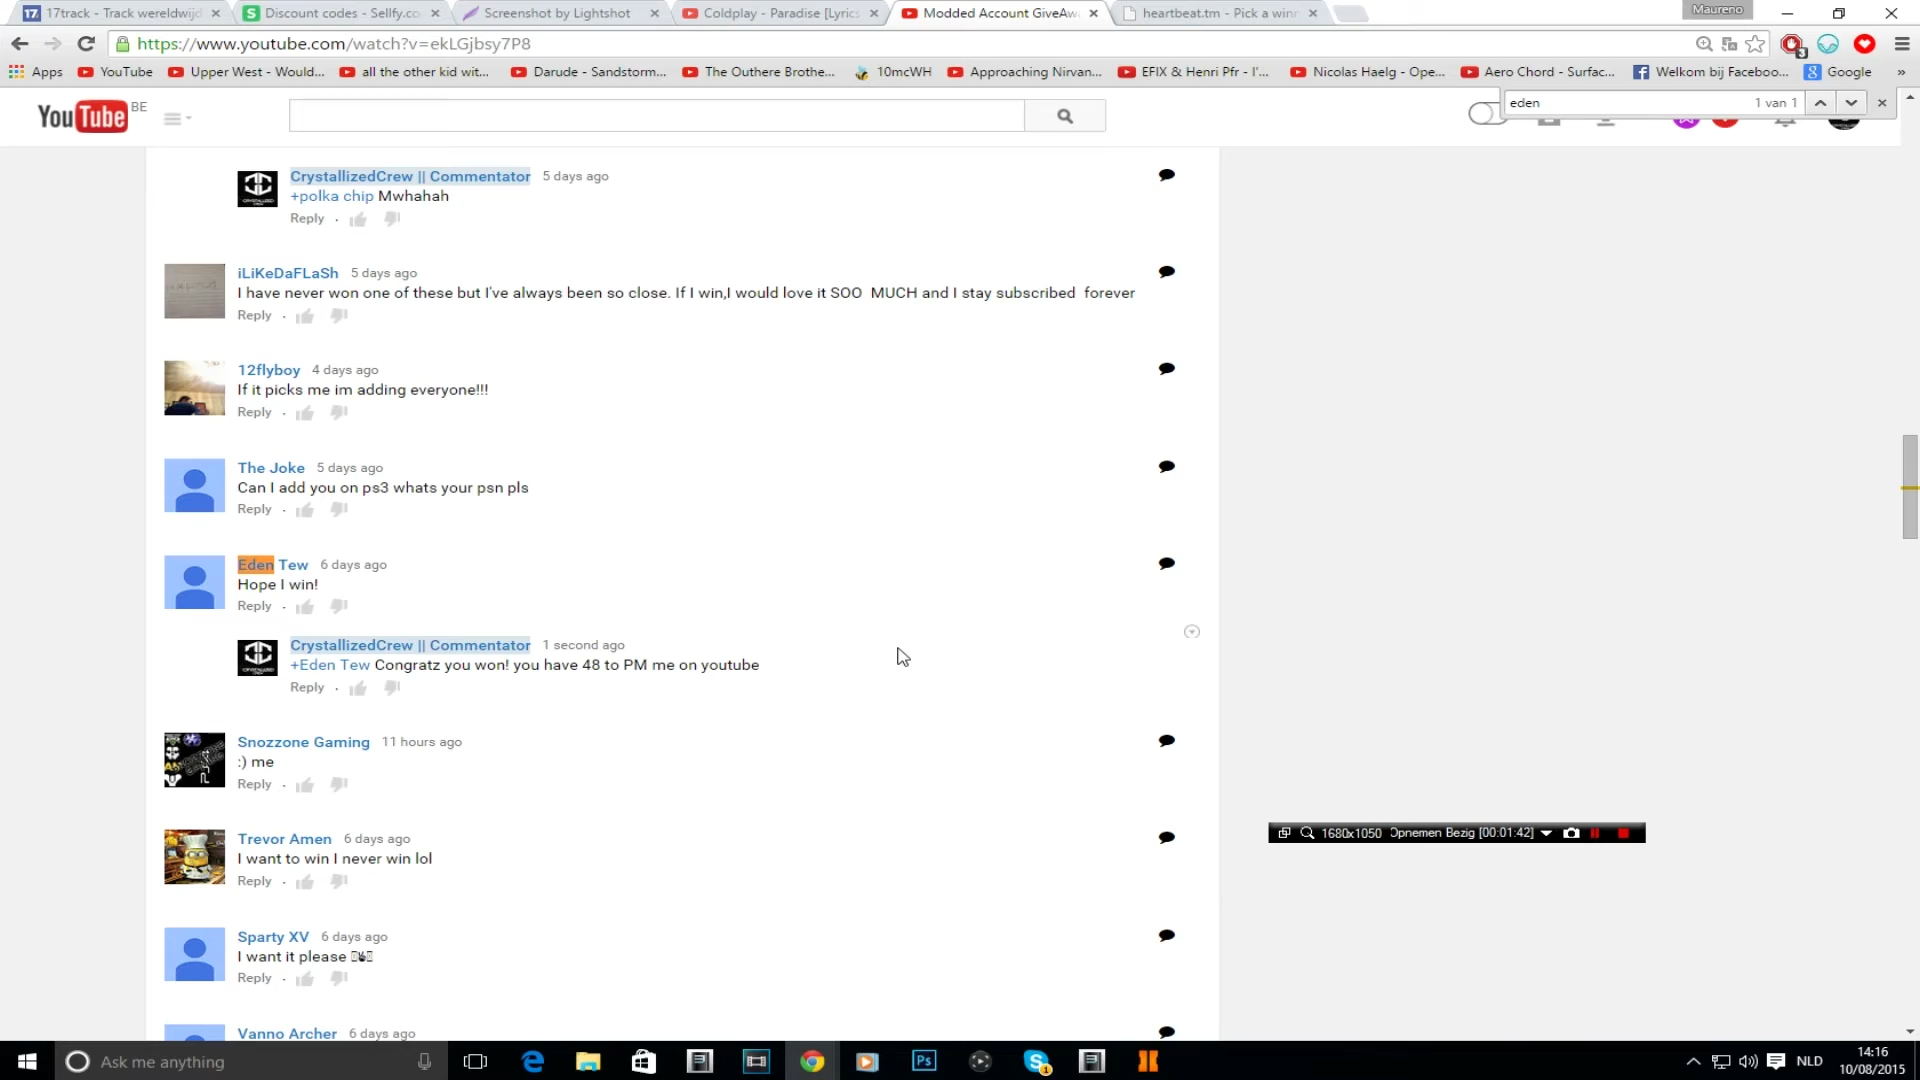 17track - Track wereldwijd
Discount codes - Sellfy.co
Screenshot by Lightshot
Coldplay - Paradise [Lyrics
Modded Account GiveAw
heartbeat.tm - Pick a winn
Maureno
https://www.youtube.com/watch?v=ekLGjbsy7P8
Apps
YouTube
Upper West - Would...
all the other kid wit...
Darude - Sandstorm...
The Outhere Brothe...
10mcWH
Approaching Nirvan...
EFIX & Henri Pfr - I'...
Nicolas Haelg - Ope...
Aero Chord - Surfac...
Welkom bij Faceboo...
Google
»
eden
1 van 1
YouTube BE
CrystallizedCrew || Commentator 5 days ago
+polka chip Mwhahah
Reply
iLiKeDaFLaSh 5 days ago
I have never won one of these but I've always been so close. If I win,I would love it SOO MUCH and I stay subscribed forever
Reply
12flyboy 4 days ago
If it picks me im adding everyone!!!
Reply
The Joke 5 days ago
Can I add you on ps3 whats your psn pls
Reply
Eden Tew 6 days ago
Hope I win!
Reply
CrystallizedCrew || Commentator 1 second ago
+Eden Tew Congratz you won! you have 48 to PM me on youtube
Reply
Snozzone Gaming 11 hours ago
:) me
Reply
1680x1050 Opnemen Bezig [00:01:42]
Trevor Amen 6 days ago
I want to win I never win lol
Reply
Sparty XV 6 days ago
I want it please
Reply
Vanno Archer 6 days ago
Ask me anything
NLD
14:16
10/08/2015